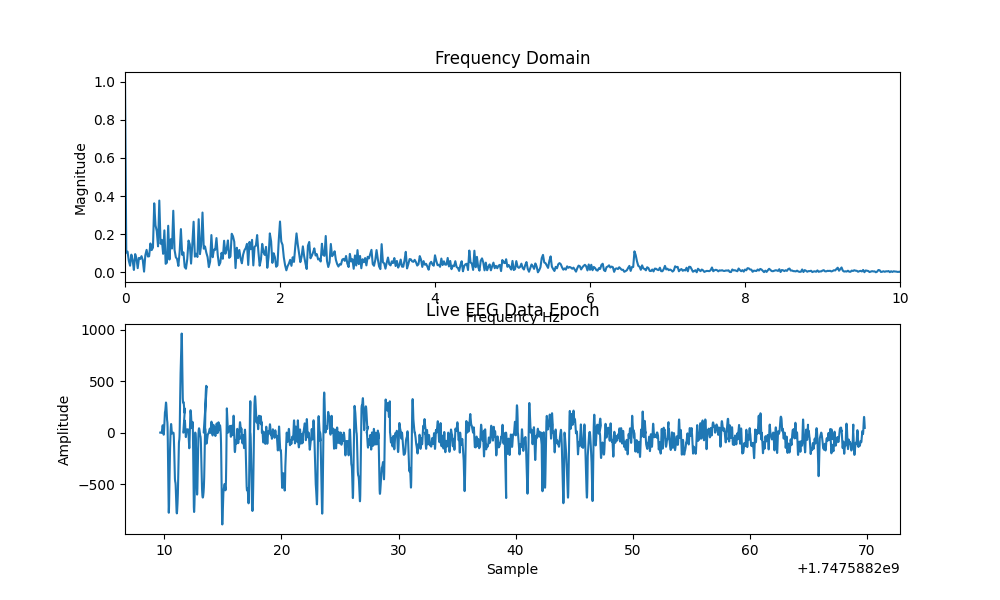 Frequency Domain
1.0
0.8
0.6
0.4
0.2
0.0
Magnitude
0 2 4 6 8 10
Frequency Hz
Live EEG Data Epoch
1000
500
0
−500
Amplitude
10 20 30 40 50 60 70
Sample
+1.7475882e9